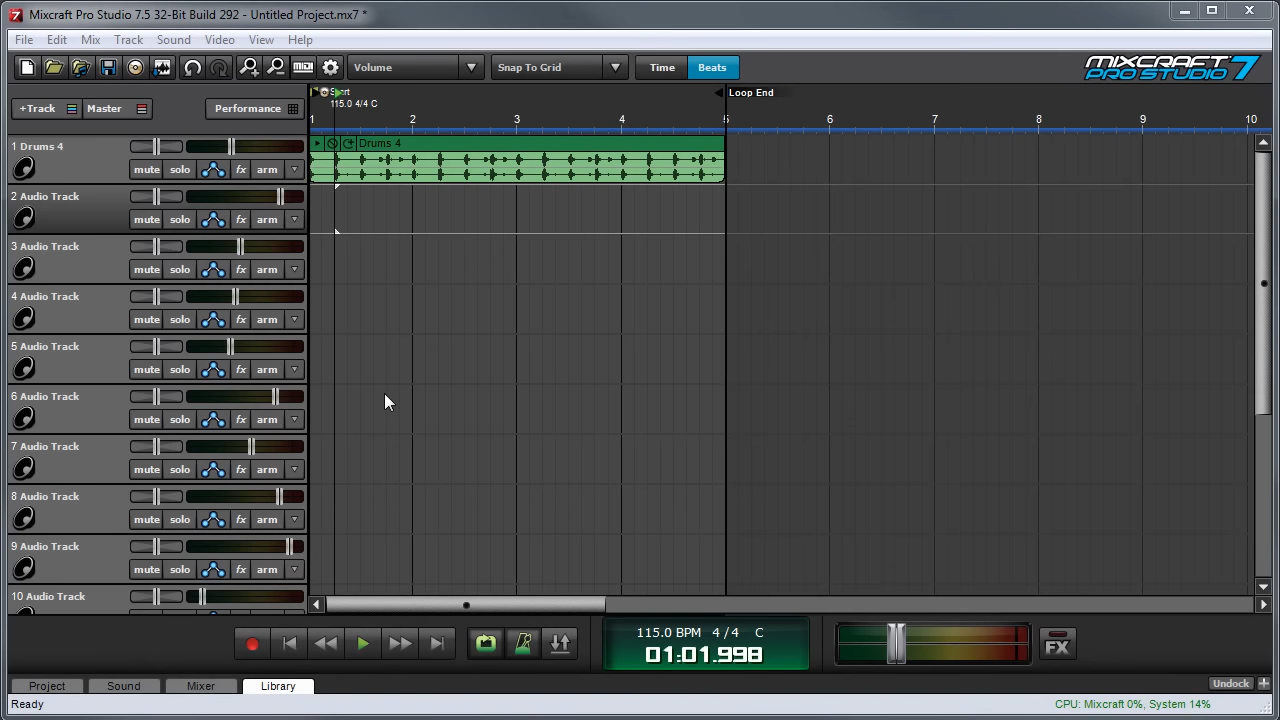 Mixcraft Pro Studio 7.5 32-Bit Build 292 - Untitled Project.mx7 *
File Edit Mix Track Sound Video View Help
Volume Snap To Grid Time Beats MIXCRAFT PRO STUDIO 7
+Track Master Performance
Loop End
115.0 4/4 C
1 2 3 4 5 6 7 8 9 10
1 Drums 4
Drums 4
mute solo fx arm
2 Audio Track
mute solo fx arm
3 Audio Track
mute solo fx arm
4 Audio Track
mute solo fx arm
5 Audio Track
mute solo fx arm
6 Audio Track
mute solo fx arm
7 Audio Track
mute solo fx arm
8 Audio Track
mute solo fx arm
9 Audio Track
mute solo fx arm
10 Audio Track
115.0 BPM 4/4 C
01:01.998
FX
Project Sound Mixer Library Undock
Ready CPU: Mixcraft 0%, System 14%